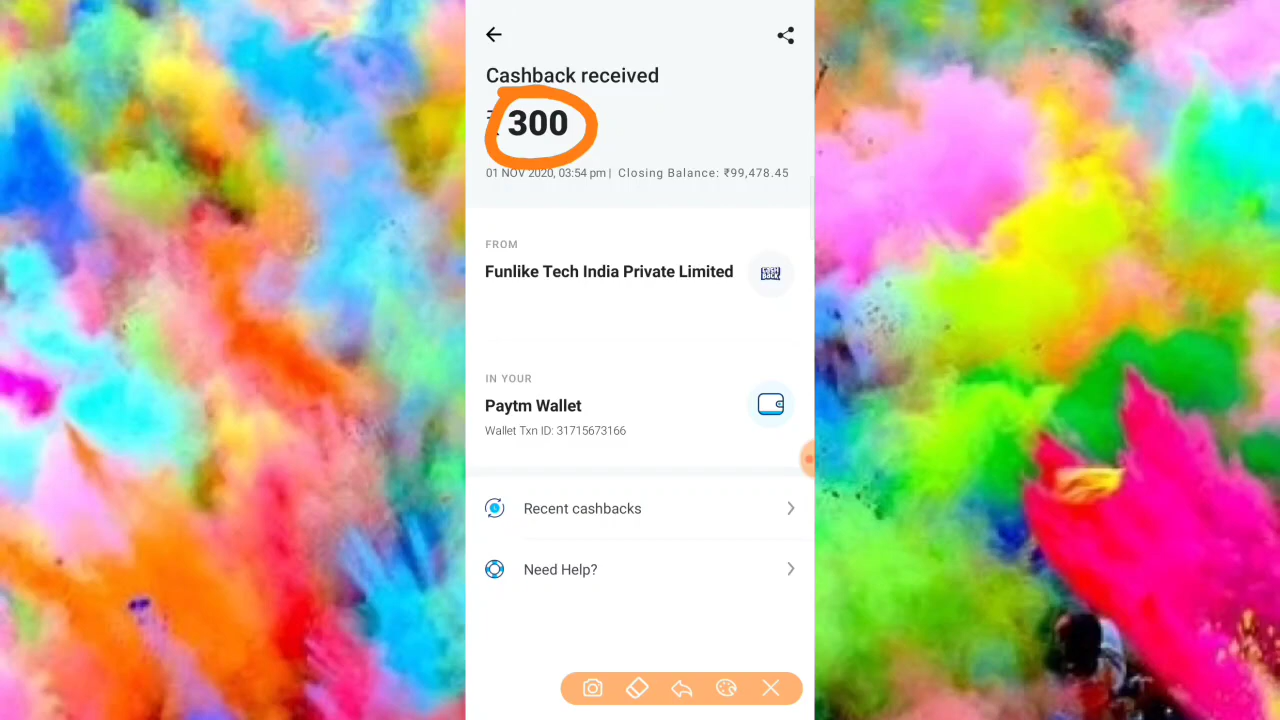 Cashback received
₹ 300
01 NOV 2020, 03:54 pm | Closing Balance: ₹99,478.45
FROM
Funlike Tech India Private Limited
IN YOUR
Paytm Wallet
Wallet Txn ID: 31715673166
Recent cashbacks
Need Help?